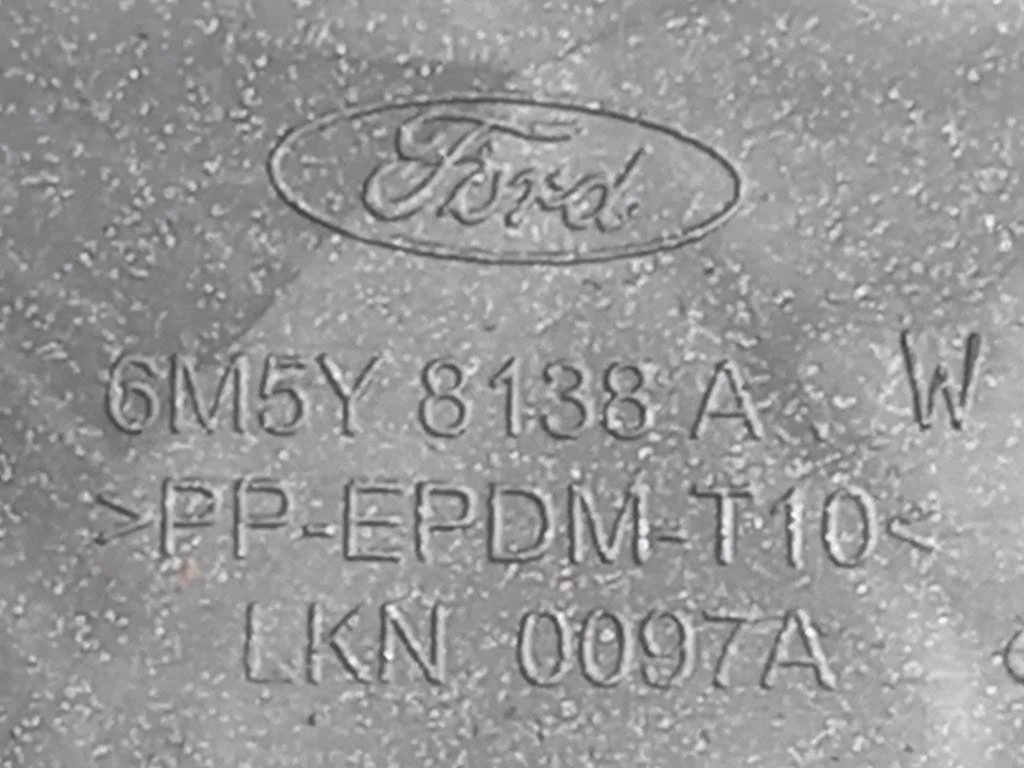 Ford
6M5Y 8138 A W
>PP-EPDM-T10<
LKN 0097A